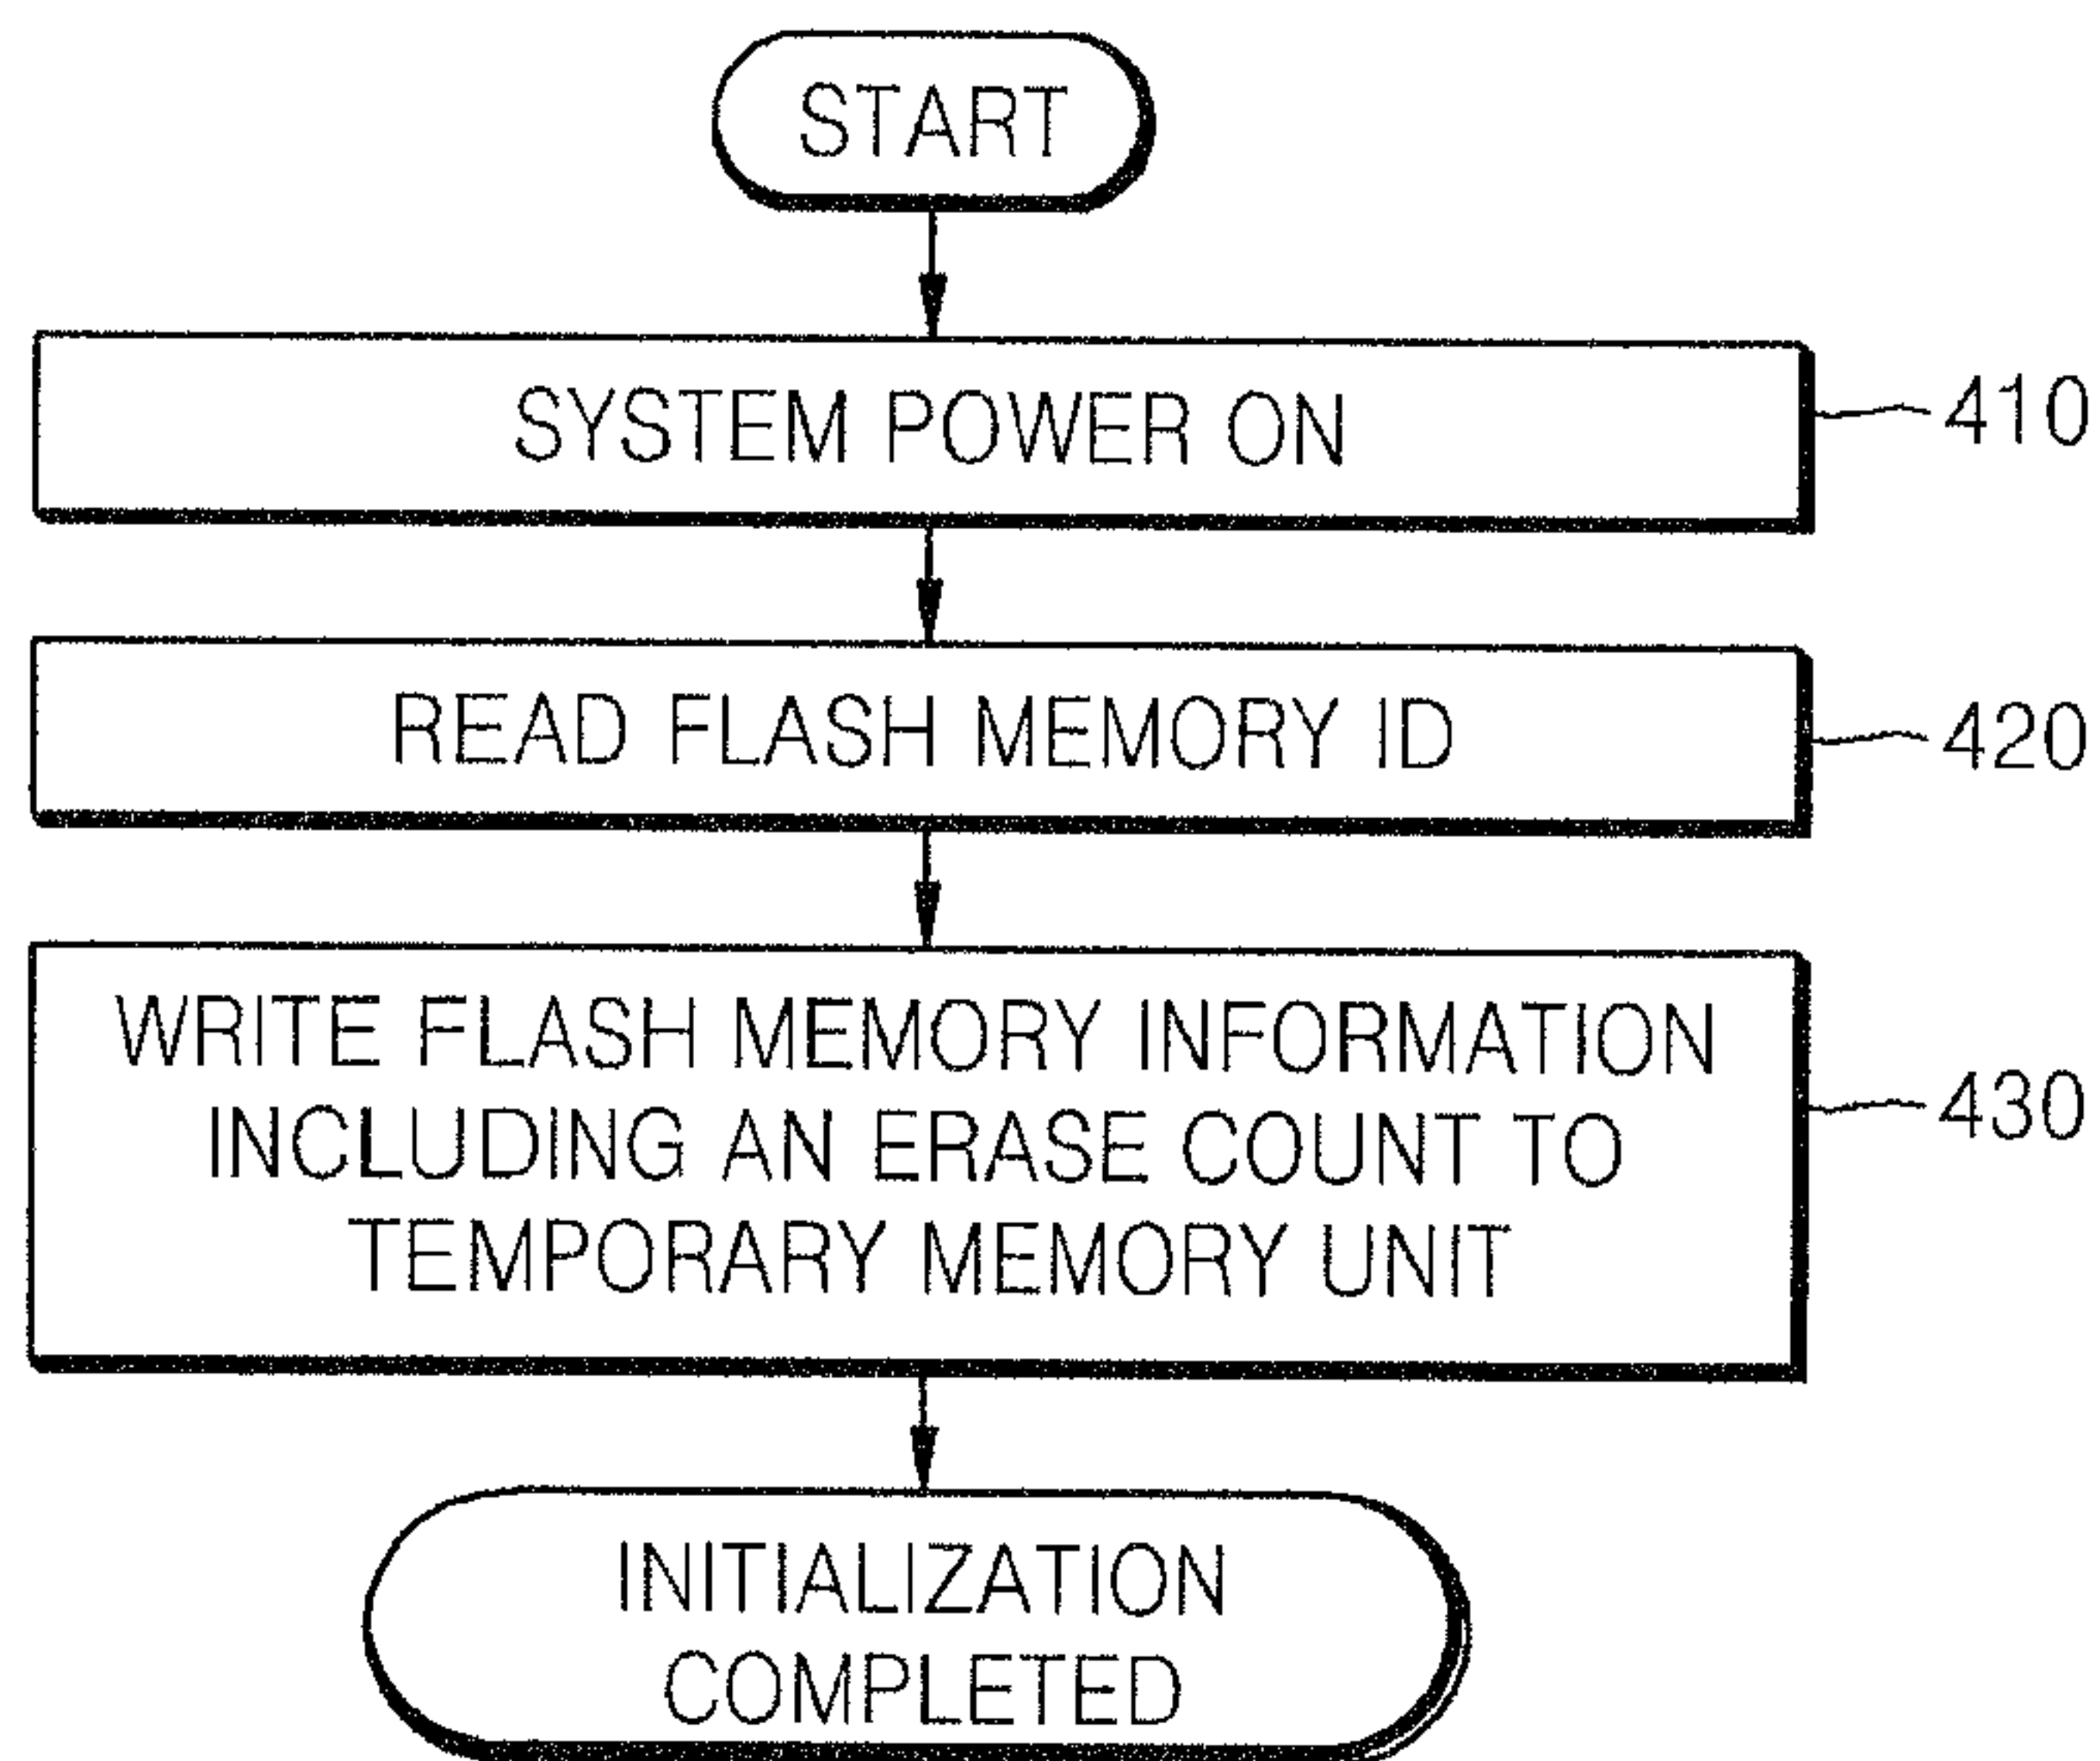 START
SYSTEM POWER ON
410
READ FLASH MEMORY ID
420
WRITE FLASH MEMORY INFORMATION
INCLUDING AN ERASE COUNT TO
TEMPORARY MEMORY UNIT
430
INITIALIZATION
COMPLETED